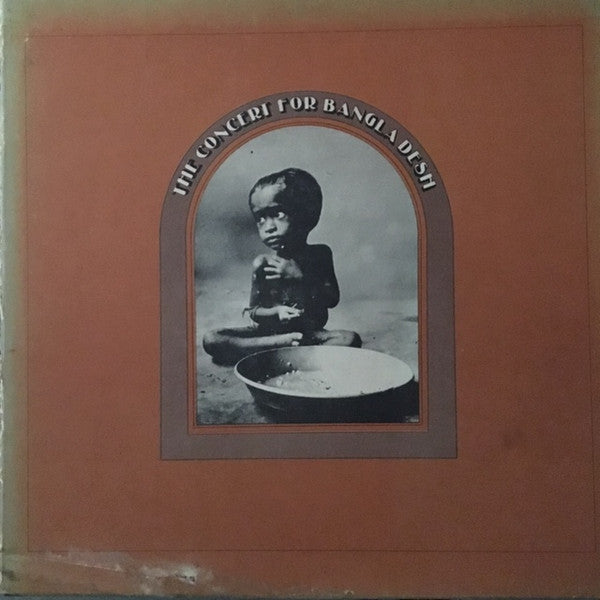 THE CONCERT FOR BANGLA DESH